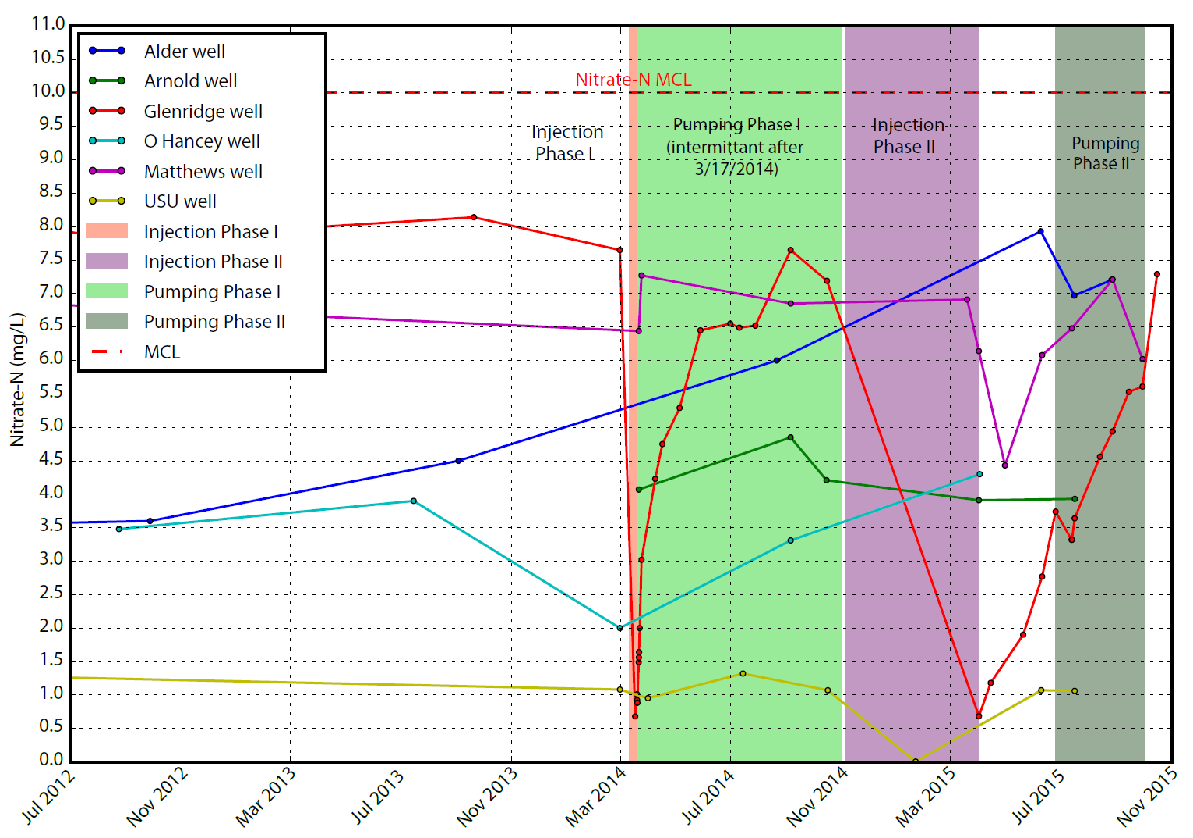 11.0
10.5
10.0
9.5
9.0
8.5
8.0
7.5
7.0
6.5
6.0
5.5
5.0
4.5
4.0
3.5
3.0
2.5
2.0
1.5
1.0
0.5
0.0
Nitrate-N (mg/L)
Alder well
Arnold well
Glenridge well
O Hancey well
Matthews well
USU well
Injection Phase I
Injection Phase II
Pumping Phase I
Pumping Phase II
MCL
Nitrate-N MCL
Injection
Phase I
Pumping Phase I
(intermittant after
3/17/2014)
Injection
Phase II
Pumping
Phase II
Jul 2012
Nov 2012
Mar 2013
Jul 2013
Nov 2013
Mar 2014
Jul 2014
Nov 2014
Mar 2015
Jul 2015
Nov 2015